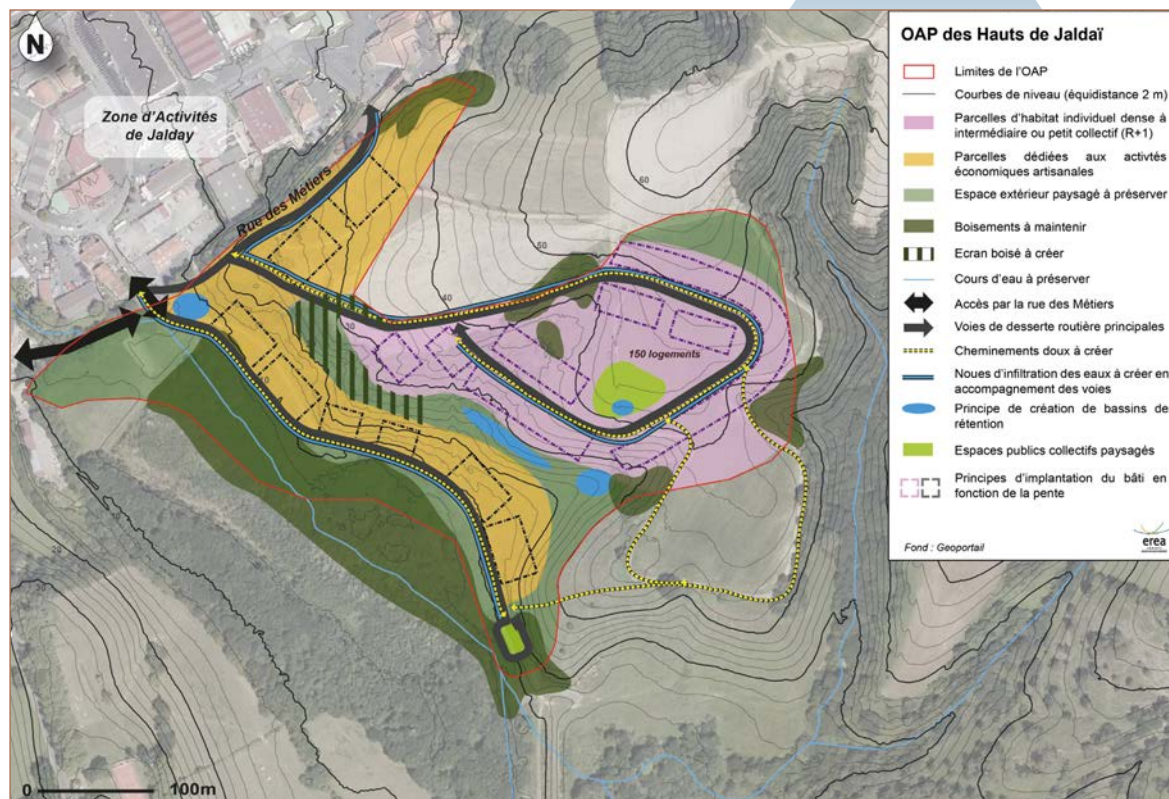 N
Zone d'Activités
de Jalday
Rue des Métiers
60
50
40
30
10
150 logements
10
20
0
100m
OAP des Hauts de Jaldaï
Limites de l'OAP
Courbes de niveau (équidistance 2 m)
Parcelles d'habitat individuel dense à
intermédiaire ou petit collectif (R+1)
Parcelles dédiées aux activtés
économiques artisanales
Espace extérieur paysagé à préserver
Boisements à maintenir
Ecran boisé à créer
Cours d'eau à préserver
Accès par la rue des Métiers
Voies de desserte routière principales
Cheminements doux à créer
Noues d'infiltration des eaux à créer en
accompagnement des voies
Principe de création de bassins de
rétention
Espaces publics collectifs paysagés
Principes d'implantation du bâti en
fonction de la pente
Fond : Geoportail
erea